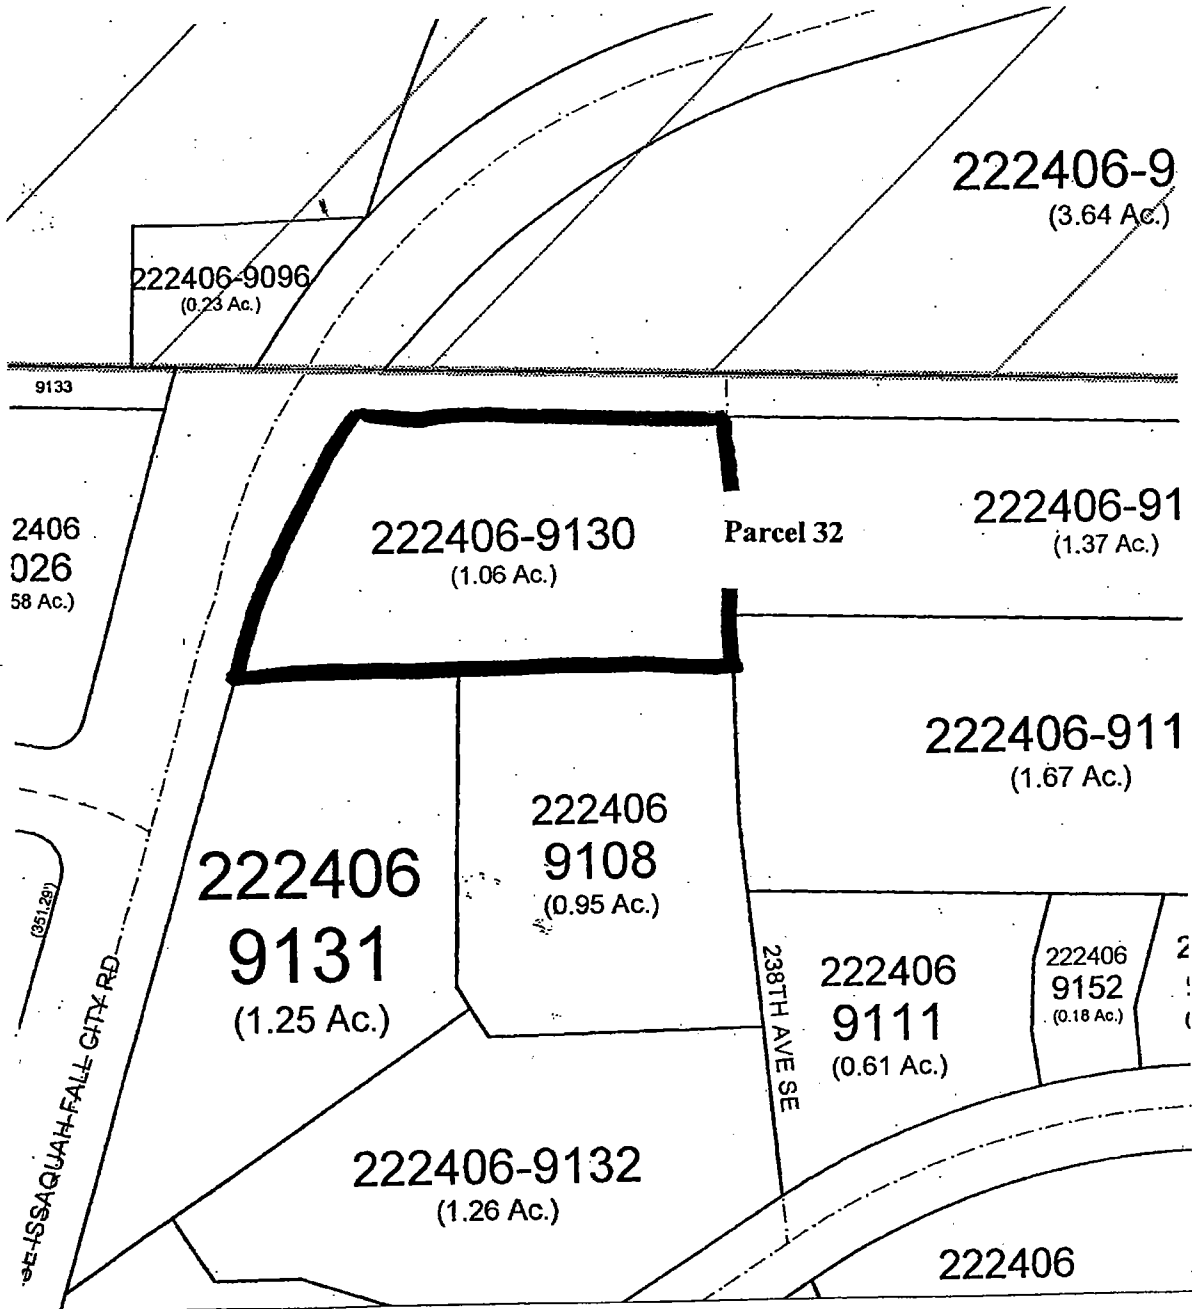 222406-9
(3.64 Ac.)
222406-9096
(0.23 Ac.)
9133
222406-9130
(1.06 Ac.)
Parcel 32
222406-91
(1.37 Ac.)
2406
026
58 Ac.)
222406-911
(1.67 Ac.)
222406
9108
(0.95 Ac.)
222406
9131
(1.25 Ac.)
(351.29')
SE ISSAQUAH-FALL CITY RD
238TH AVE SE
222406
9111
(0.61 Ac.)
222406
9152
(0.18 Ac.)
2
222406-9132
(1.26 Ac.)
222406